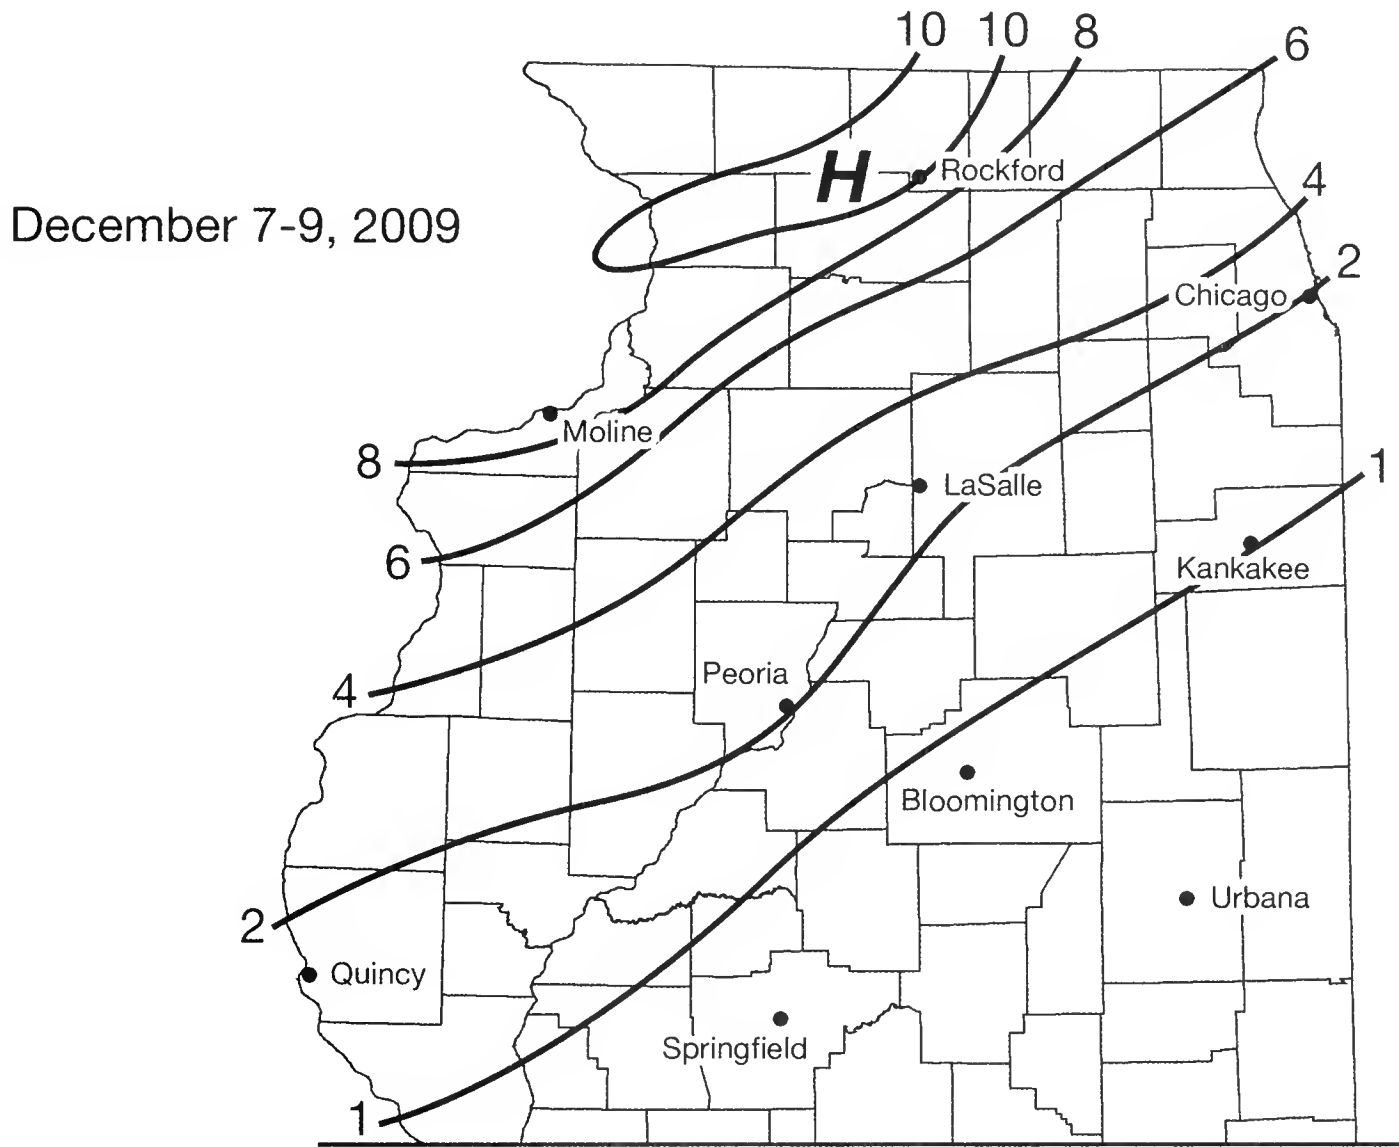 10 10 8 6
H
Rockford
4
December 7-9, 2009
2
Chicago
Moline
8
1
LaSalle
6
Kankakee
Peoria
4
Bloomington
Urbana
2
Quincy
Springfield
1